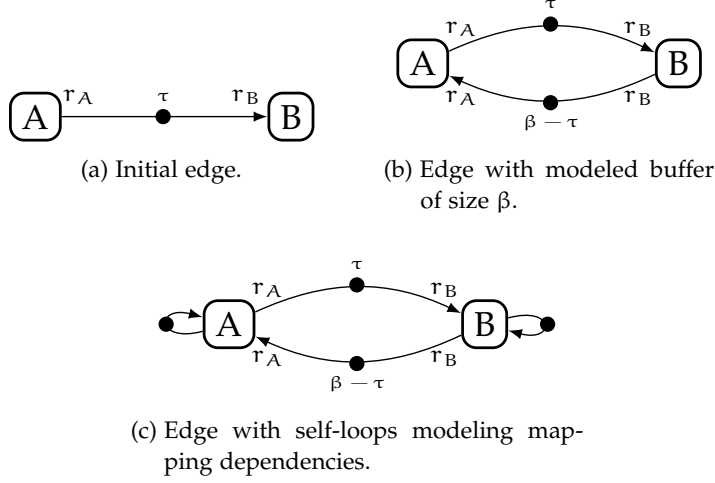 τ
r_A r_B
A B
r_A r_B
β − τ
τ
r_A r_B
A B
(a) Initial edge.
(b) Edge with modeled buffer
of size β.
τ
r_A r_B
A B
r_A r_B
β − τ
(c) Edge with self-loops modeling map-
ping dependencies.